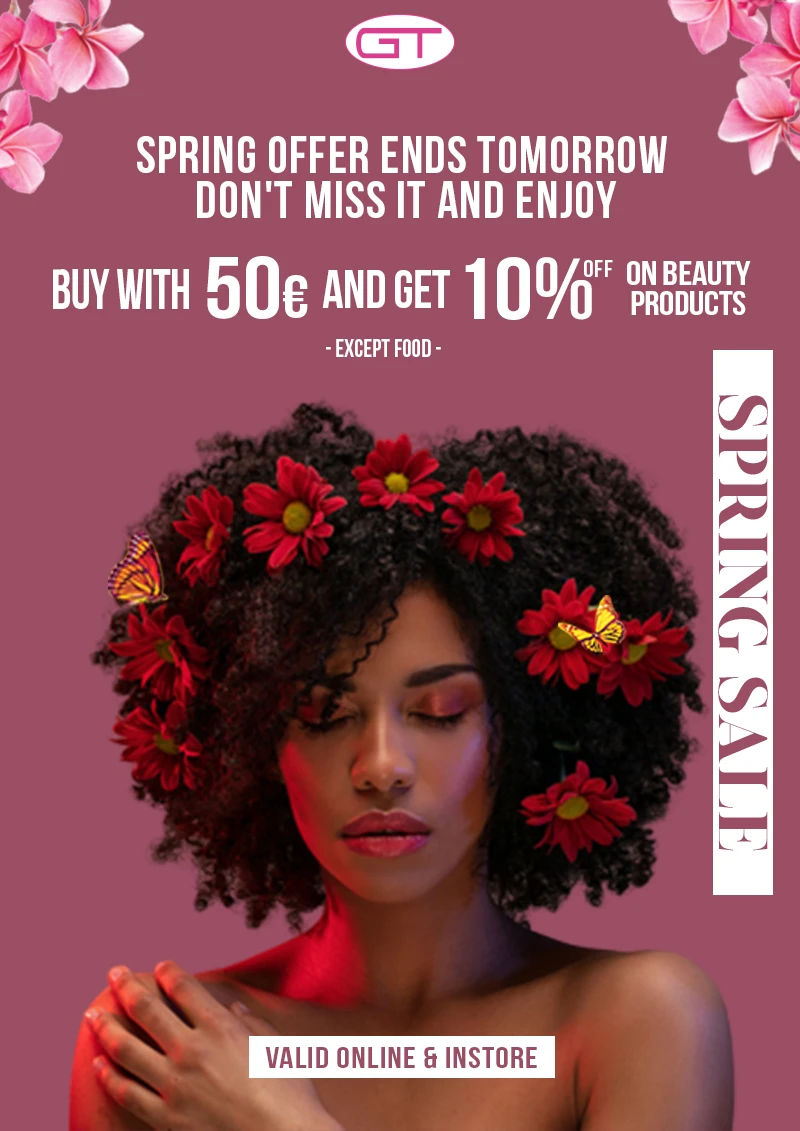 GT
SPRING OFFER ENDS TOMORROW
DON'T MISS IT AND ENJOY
BUY WITH 50€ AND GET 10% OFF ON BEAUTY
PRODUCTS
- EXCEPT FOOD -
SPRING SALE
VALID ONLINE & INSTORE